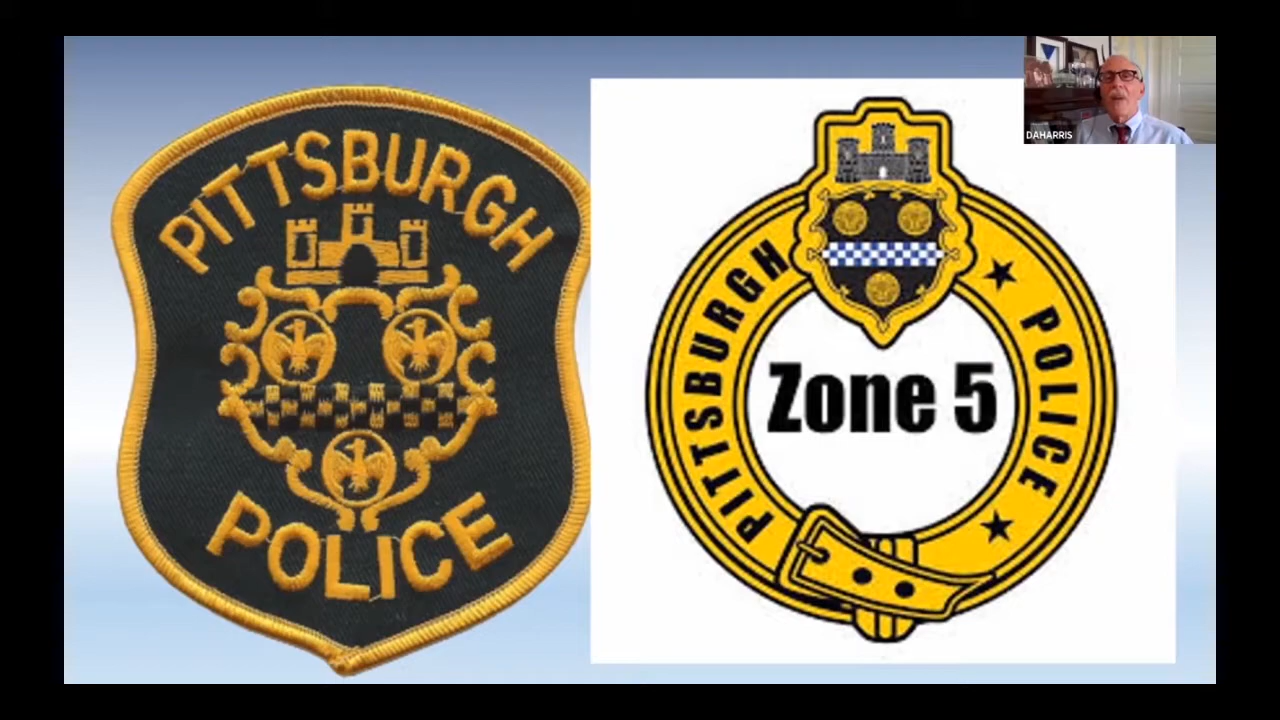 PITTSBURGH
POLICE
PITTSBURGH POLICE
Zone 5
DAHARRIS